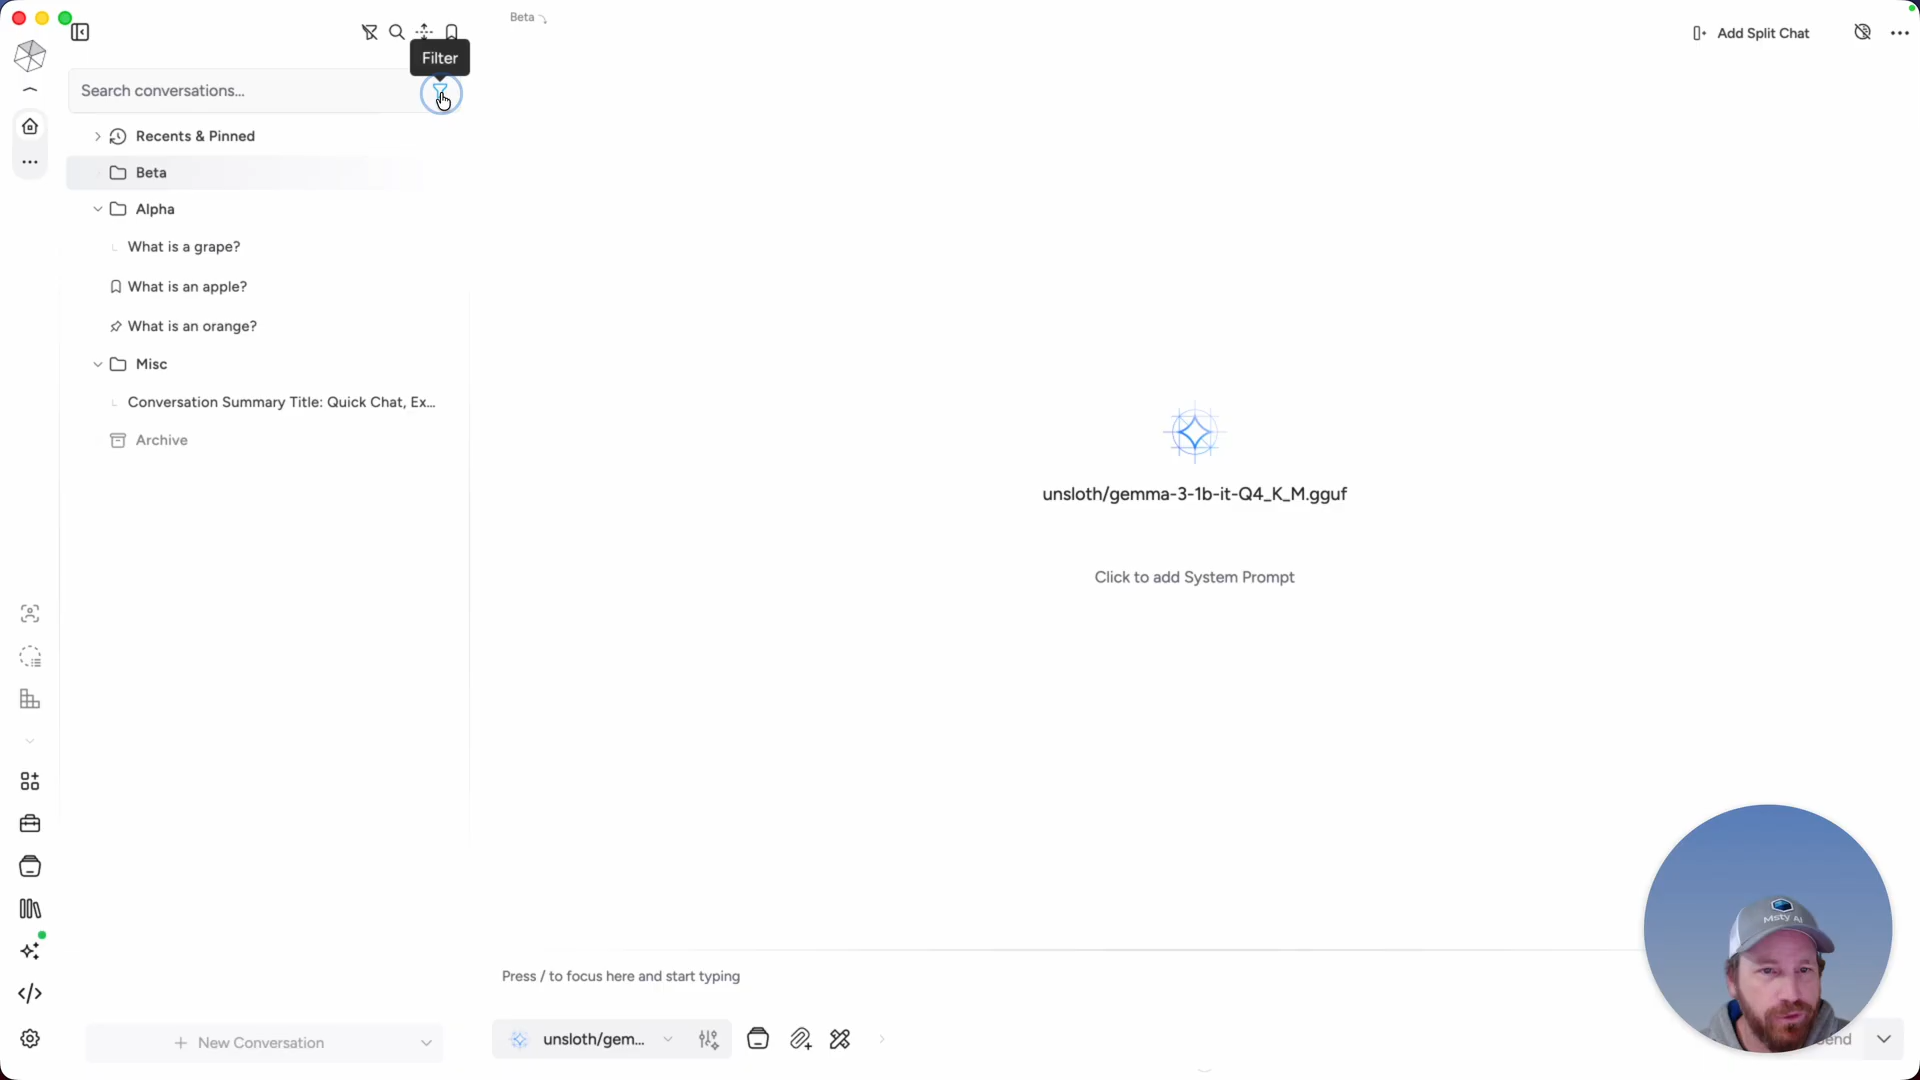 Beta
Add Split Chat
Filter
Search conversations...
Recents & Pinned
Beta
Alpha
What is a grape?
What is an apple?
What is an orange?
Misc
Conversation Summary Title: Quick Chat, Ex...
Archive
unsloth/gemma-3-1b-it-Q4_K_M.gguf
Click to add System Prompt
Msty AI
Press / to focus here and start typing
New Conversation
unsloth/gem...